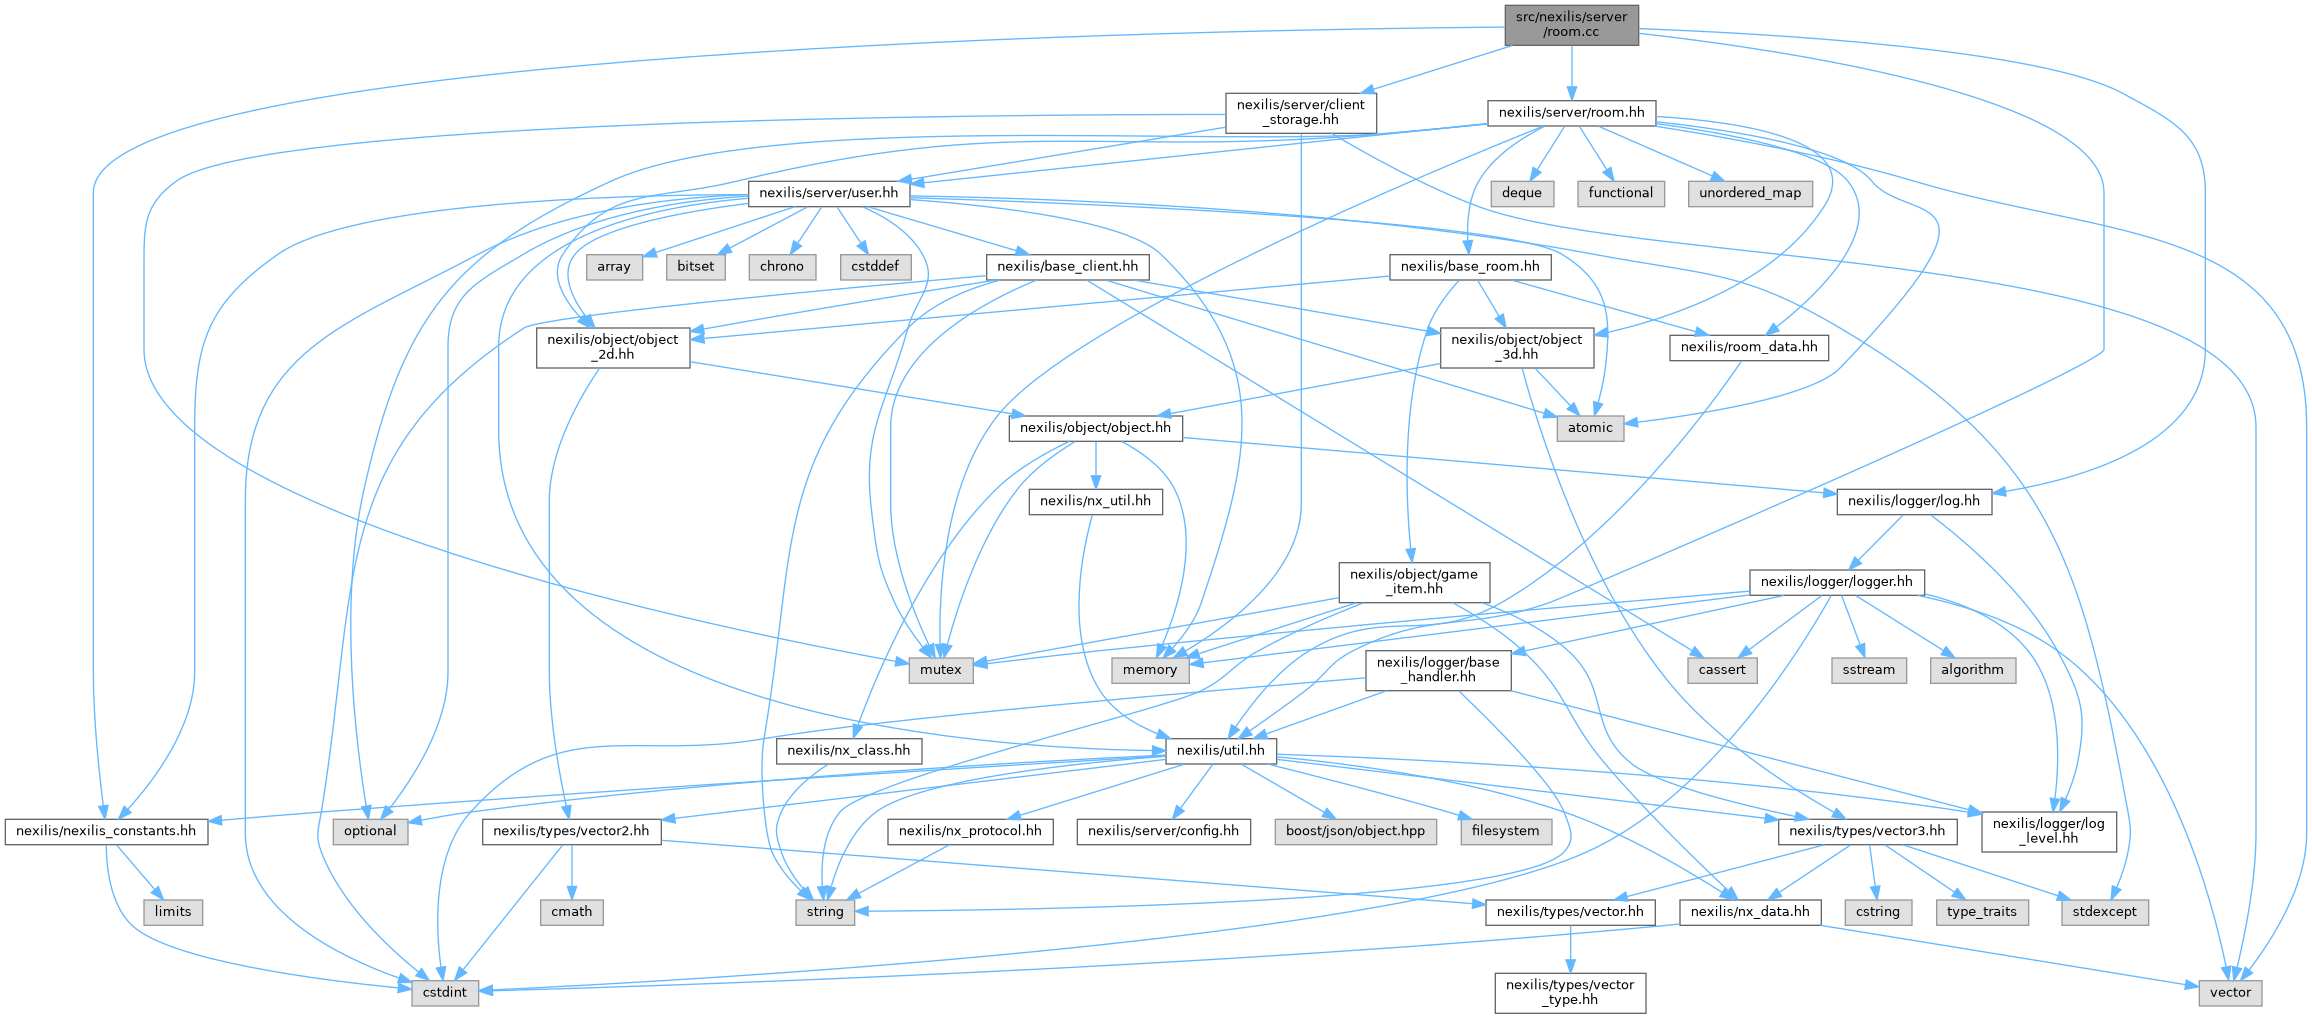 src/nexilis/server
/room.cc
nexilis/server/client
_storage.hh
nexilis/server/room.hh
nexilis/server/user.hh
deque
functional
unordered_map
array
bitset
chrono
cstddef
nexilis/base_client.hh
nexilis/base_room.hh
nexilis/object/object
_2d.hh
nexilis/object/object
_3d.hh
nexilis/room_data.hh
nexilis/object/object.hh
atomic
nexilis/nx_util.hh
nexilis/logger/log.hh
nexilis/object/game
_item.hh
nexilis/logger/logger.hh
mutex
memory
nexilis/logger/base
_handler.hh
cassert
sstream
algorithm
nexilis/nx_class.hh
nexilis/util.hh
nexilis/nexilis_constants.hh
optional
nexilis/types/vector2.hh
nexilis/nx_protocol.hh
nexilis/server/config.hh
boost/json/object.hpp
filesystem
nexilis/types/vector3.hh
nexilis/logger/log
_level.hh
limits
cmath
string
nexilis/types/vector.hh
nexilis/nx_data.hh
cstring
type_traits
stdexcept
cstdint
nexilis/types/vector
_type.hh
vector